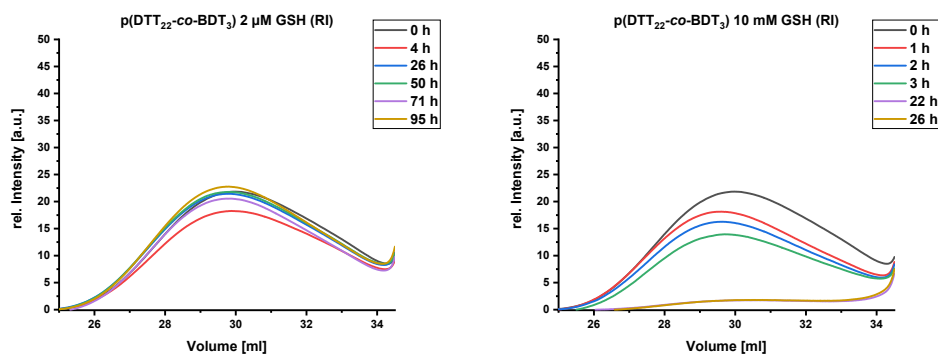 p(DTT22-co-BDT3) 2 µM GSH (RI)
50
45
40
35
30
25
20
15
10
5
0
rel. Intensity [a.u.]
0 h
4 h
26 h
50 h
71 h
95 h
26 28 30 32 34
Volume [ml]
p(DTT22-co-BDT3) 10 mM GSH (RI)
50
45
40
35
30
25
20
15
10
5
0
rel. Intensity [a.u.]
0 h
1 h
2 h
3 h
22 h
26 h
26 28 30 32 34
Volume [ml]